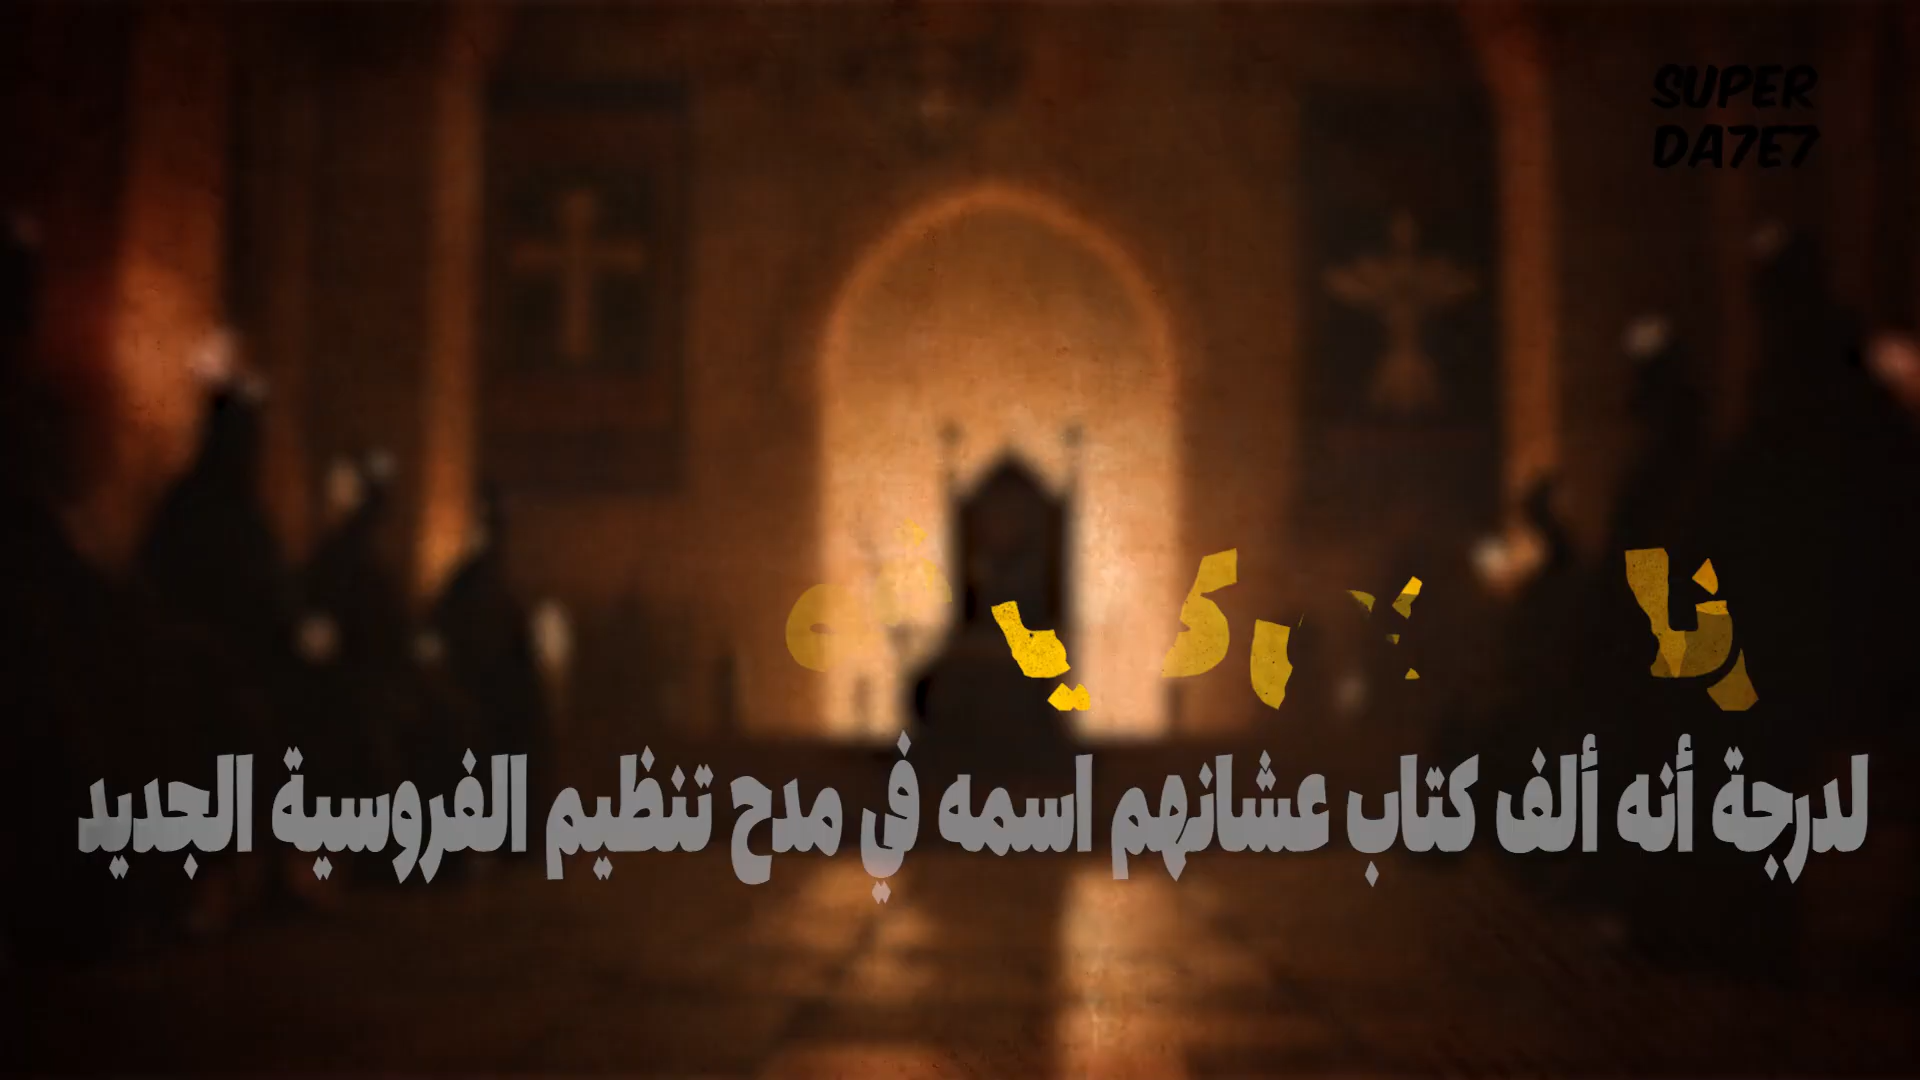 SUPER
DA7E7
لدرجة أنه ألف كتاب عشانهم اسمه في مدح تنظيم الفروسية الجديد